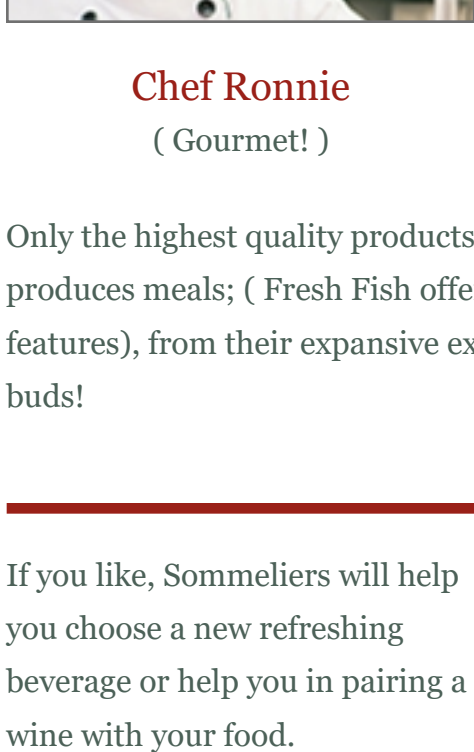 Chef Ronnie
( Gourmet! )
Only the highest quality products
produces meals; ( Fresh Fish offe
features), from their expansive ex
buds!
If you like, Sommeliers will help
you choose a new refreshing
beverage or help you in pairing a
wine with your food.